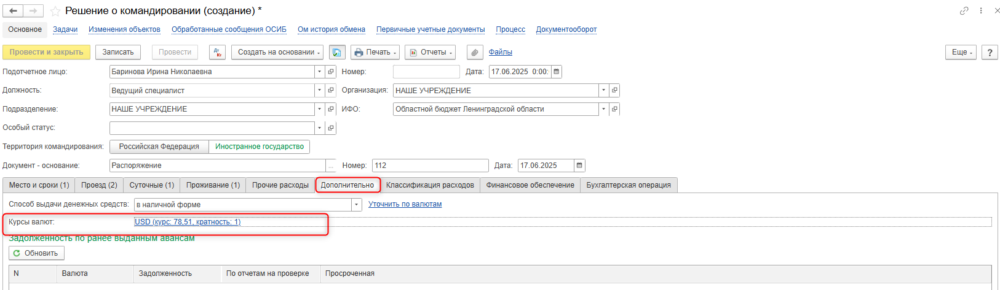 Решение о командировании (создание) *
Основное Задачи Изменения объектов Обработанные сообщения ОСИБ Ом история обмена Первичные учетные документы Процесс Документооборот
Провести и закрыть Записать Провести Дт Кт Создать на основании Печать Отчеты Файлы Еще ?
Подотчетное лицо: Баринова Ирина Николаевна Номер: Дата: 17.06.2025 0:00:
Должность: Ведущий специалист Организация: НАШЕ УЧРЕЖДЕНИЕ
Подразделение: НАШЕ УЧРЕЖДЕНИЕ ИФО: Областной бюджет Ленинградской области
Особый статус:
Территория командирования: Российская Федерация Иностранное государство
Документ - основание: Распоряжение ... Номер: 112 Дата: 17.06.2025
Место и сроки (1) Проезд (2) Суточные (1) Проживание (1) Прочие расходы Дополнительно Классификация расходов Финансовое обеспечение Бухгалтерская операция
Способ выдачи денежных средств: в наличной форме Уточнить по валютам
Курсы валют: USD (курс: 78,51, кратность: 1)
Задолженность по ранее выданным авансам
Обновить
N Валюта Задолженность По отчетам на проверке Просроченная